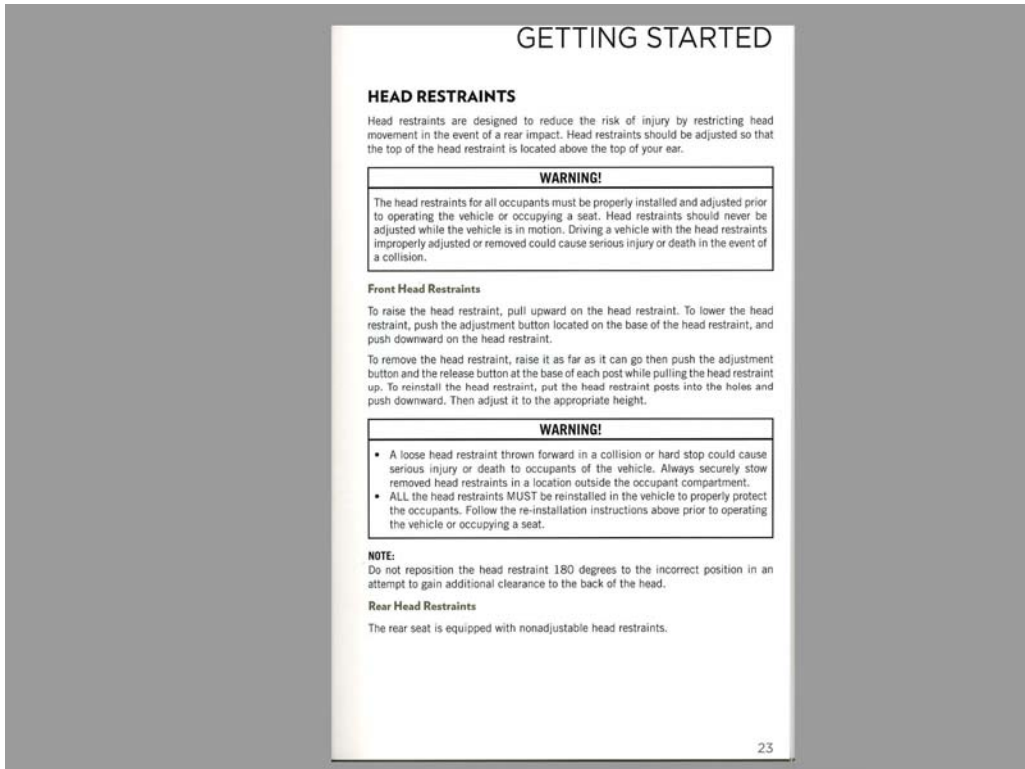 GETTING STARTED
HEAD RESTRAINTS
Head restraints are designed to reduce the risk of injury by restricting head
movement in the event of a rear impact. Head restraints should be adjusted so that
the top of the head restraint is located above the top of your ear.
WARNING!
The head restraints for all occupants must be properly installed and adjusted prior
to operating the vehicle or occupying a seat. Head restraints should never be
adjusted while the vehicle is in motion. Driving a vehicle with the head restraints
improperly adjusted or removed could cause serious injury or death in the event of
a collision.
Front Head Restraints
To raise the head restraint, pull upward on the head restraint. To lower the head
restraint, push the adjustment button located on the base of the head restraint, and
push downward on the head restraint.
To remove the head restraint, raise it as far as it can go then push the adjustment
button and the release button at the base of each post while pulling the head restraint
up. To reinstall the head restraint, put the head restraint posts into the holes and
push downward. Then adjust it to the appropriate height.
WARNING!
• A loose head restraint thrown forward in a collision or hard stop could cause
serious injury or death to occupants of the vehicle. Always securely stow
removed head restraints in a location outside the occupant compartment.
• ALL the head restraints MUST be reinstalled in the vehicle to properly protect
the occupants. Follow the re-installation instructions above prior to operating
the vehicle or occupying a seat.
NOTE:
Do not reposition the head restraint 180 degrees to the incorrect position in an
attempt to gain additional clearance to the back of the head.
Rear Head Restraints
The rear seat is equipped with nonadjustable head restraints.
23